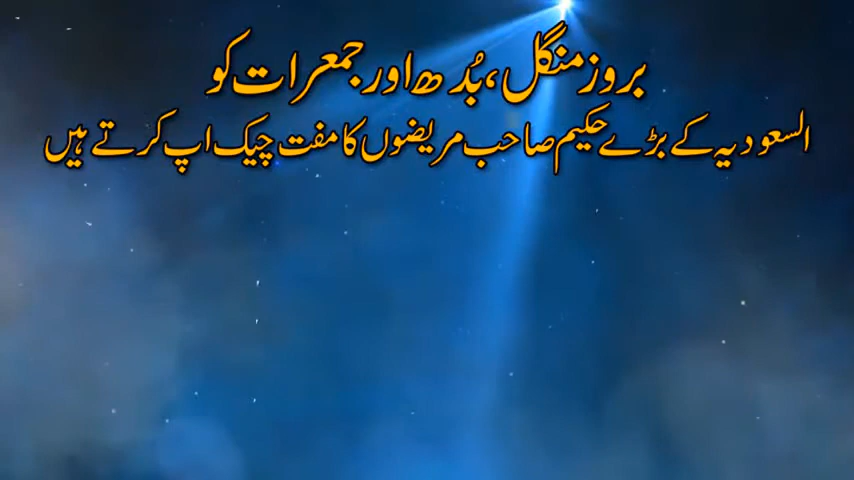 بروز منگل، بُدھ اور جمعرات کو
السعودیہ کے بڑے حکیم صاحب مریضوں کا مفت چیک اپ کرتے ہیں